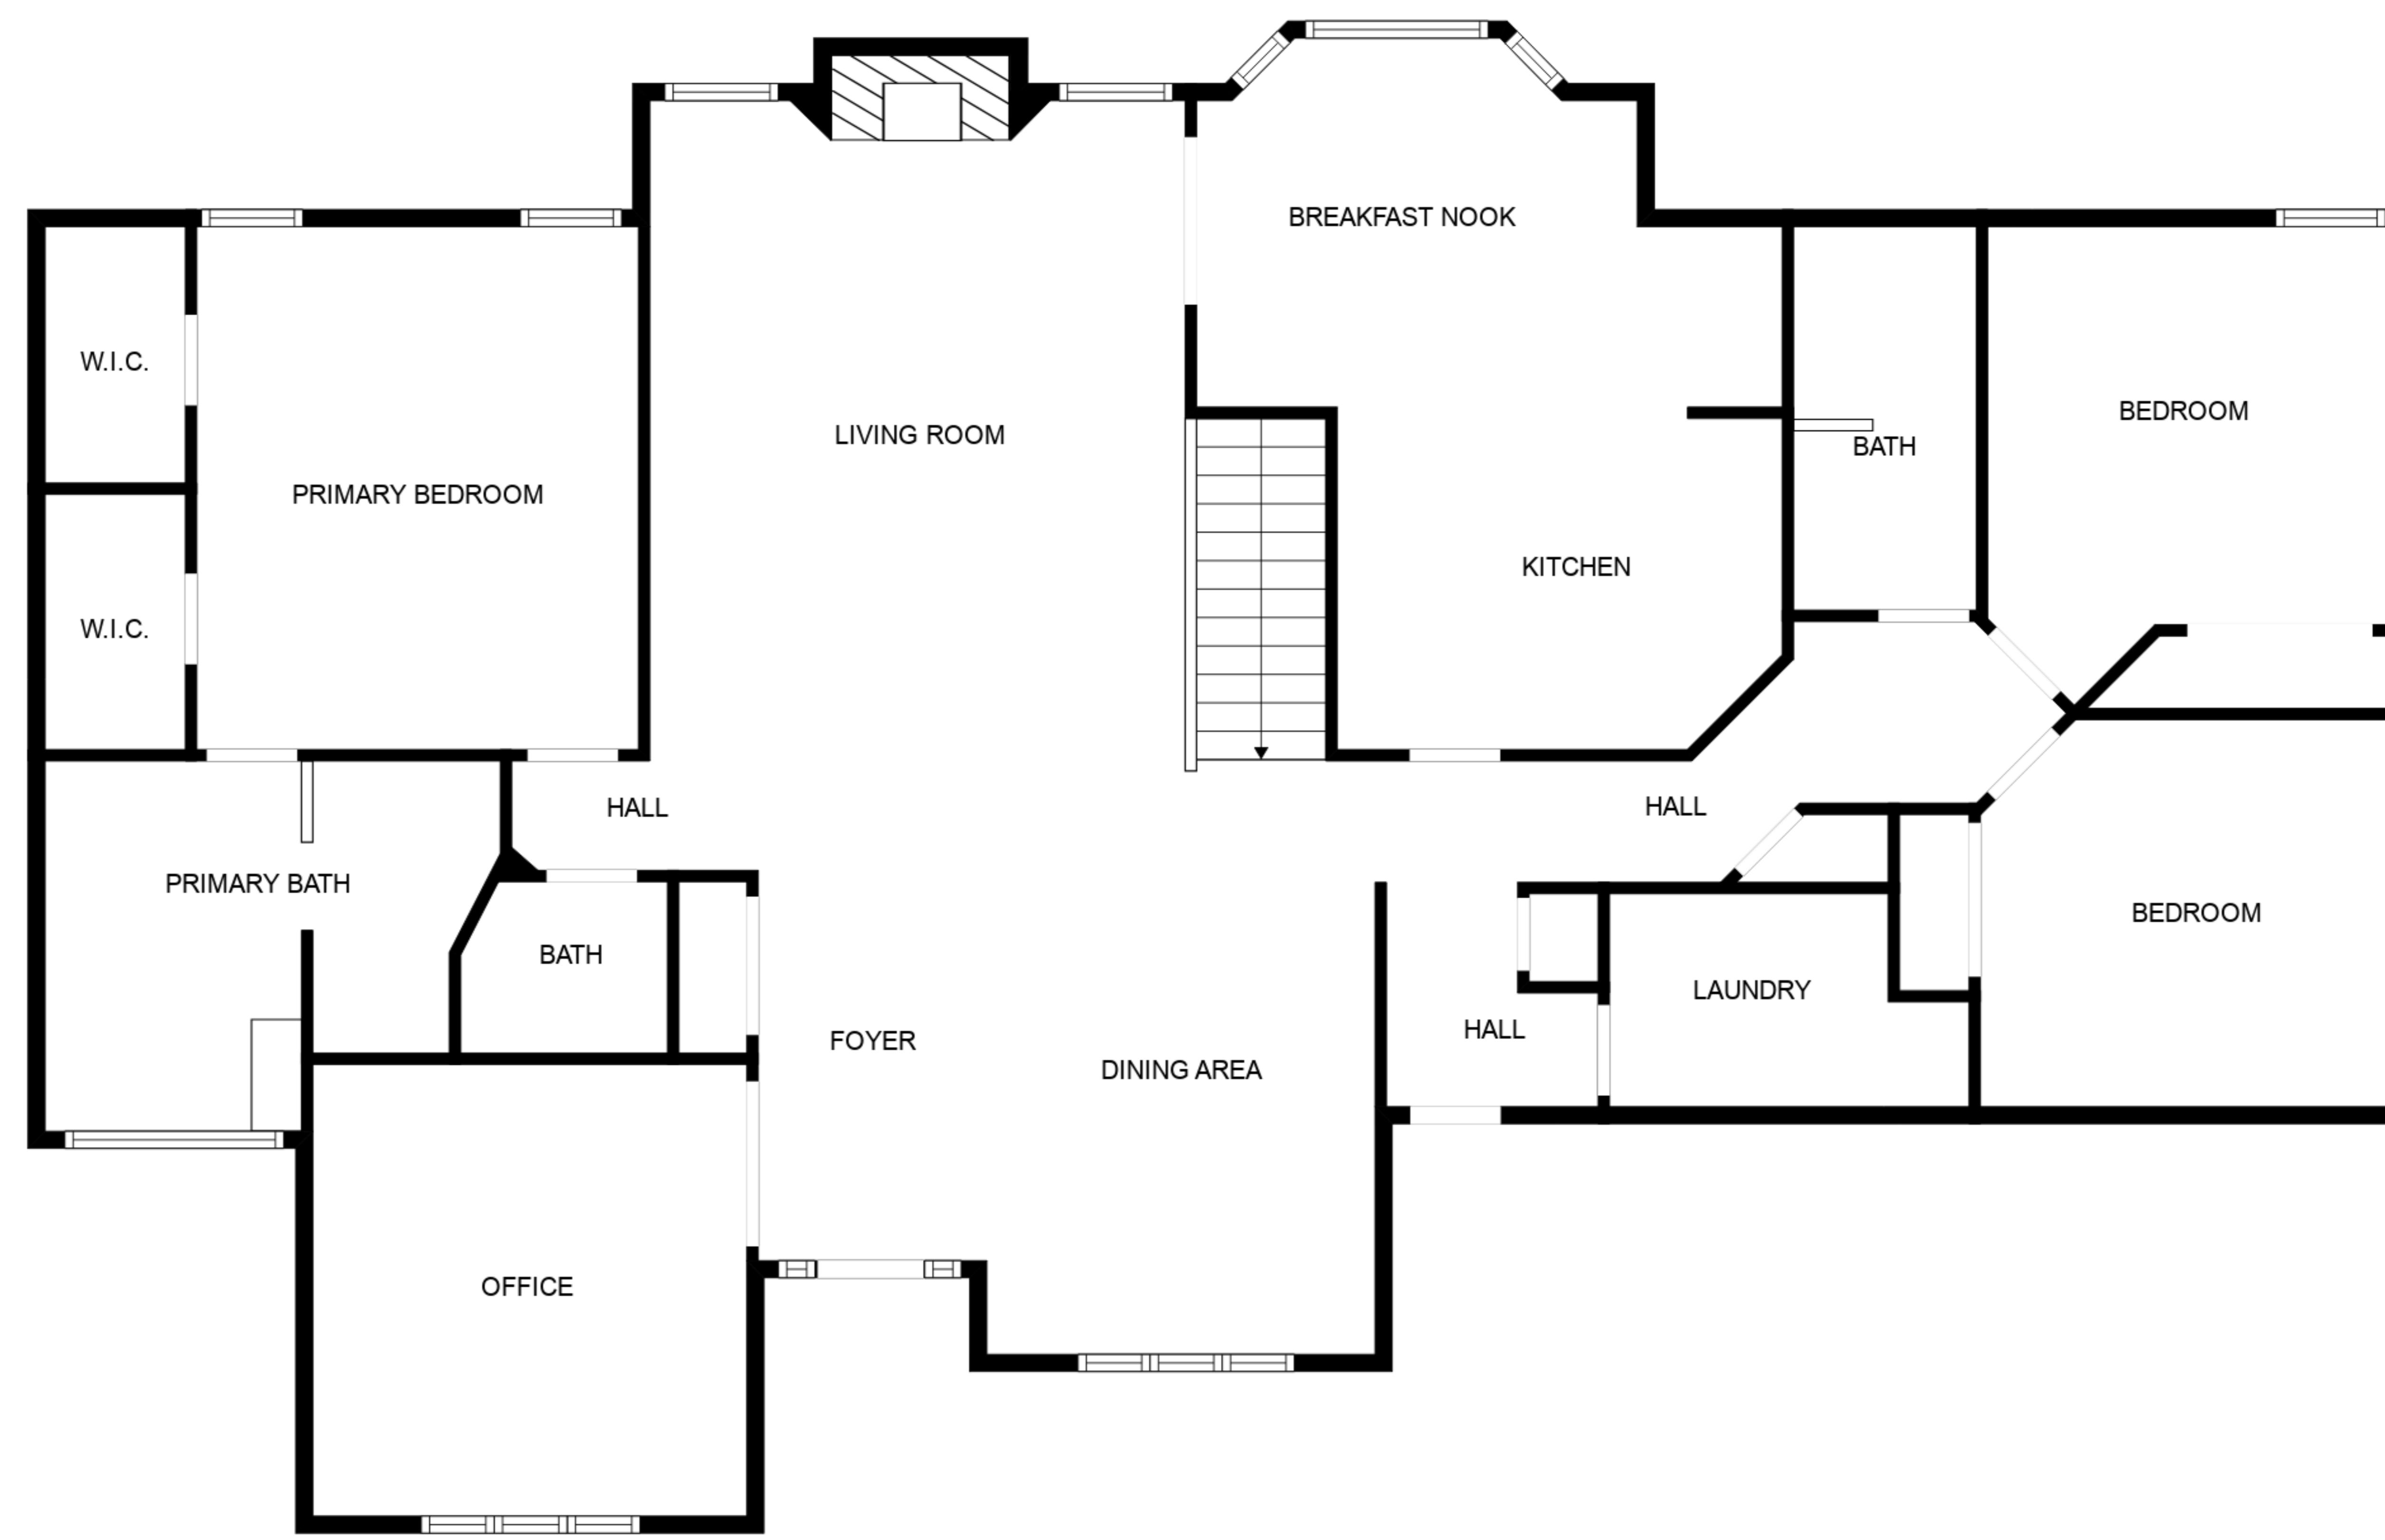 BREAKFAST NOOK
W.I.C.
LIVING ROOM
BEDROOM
BATH
PRIMARY BEDROOM
KITCHEN
W.I.C.
HALL
HALL
PRIMARY BATH
BATH
BEDROOM
LAUNDRY
HALL
FOYER
DINING AREA
OFFICE